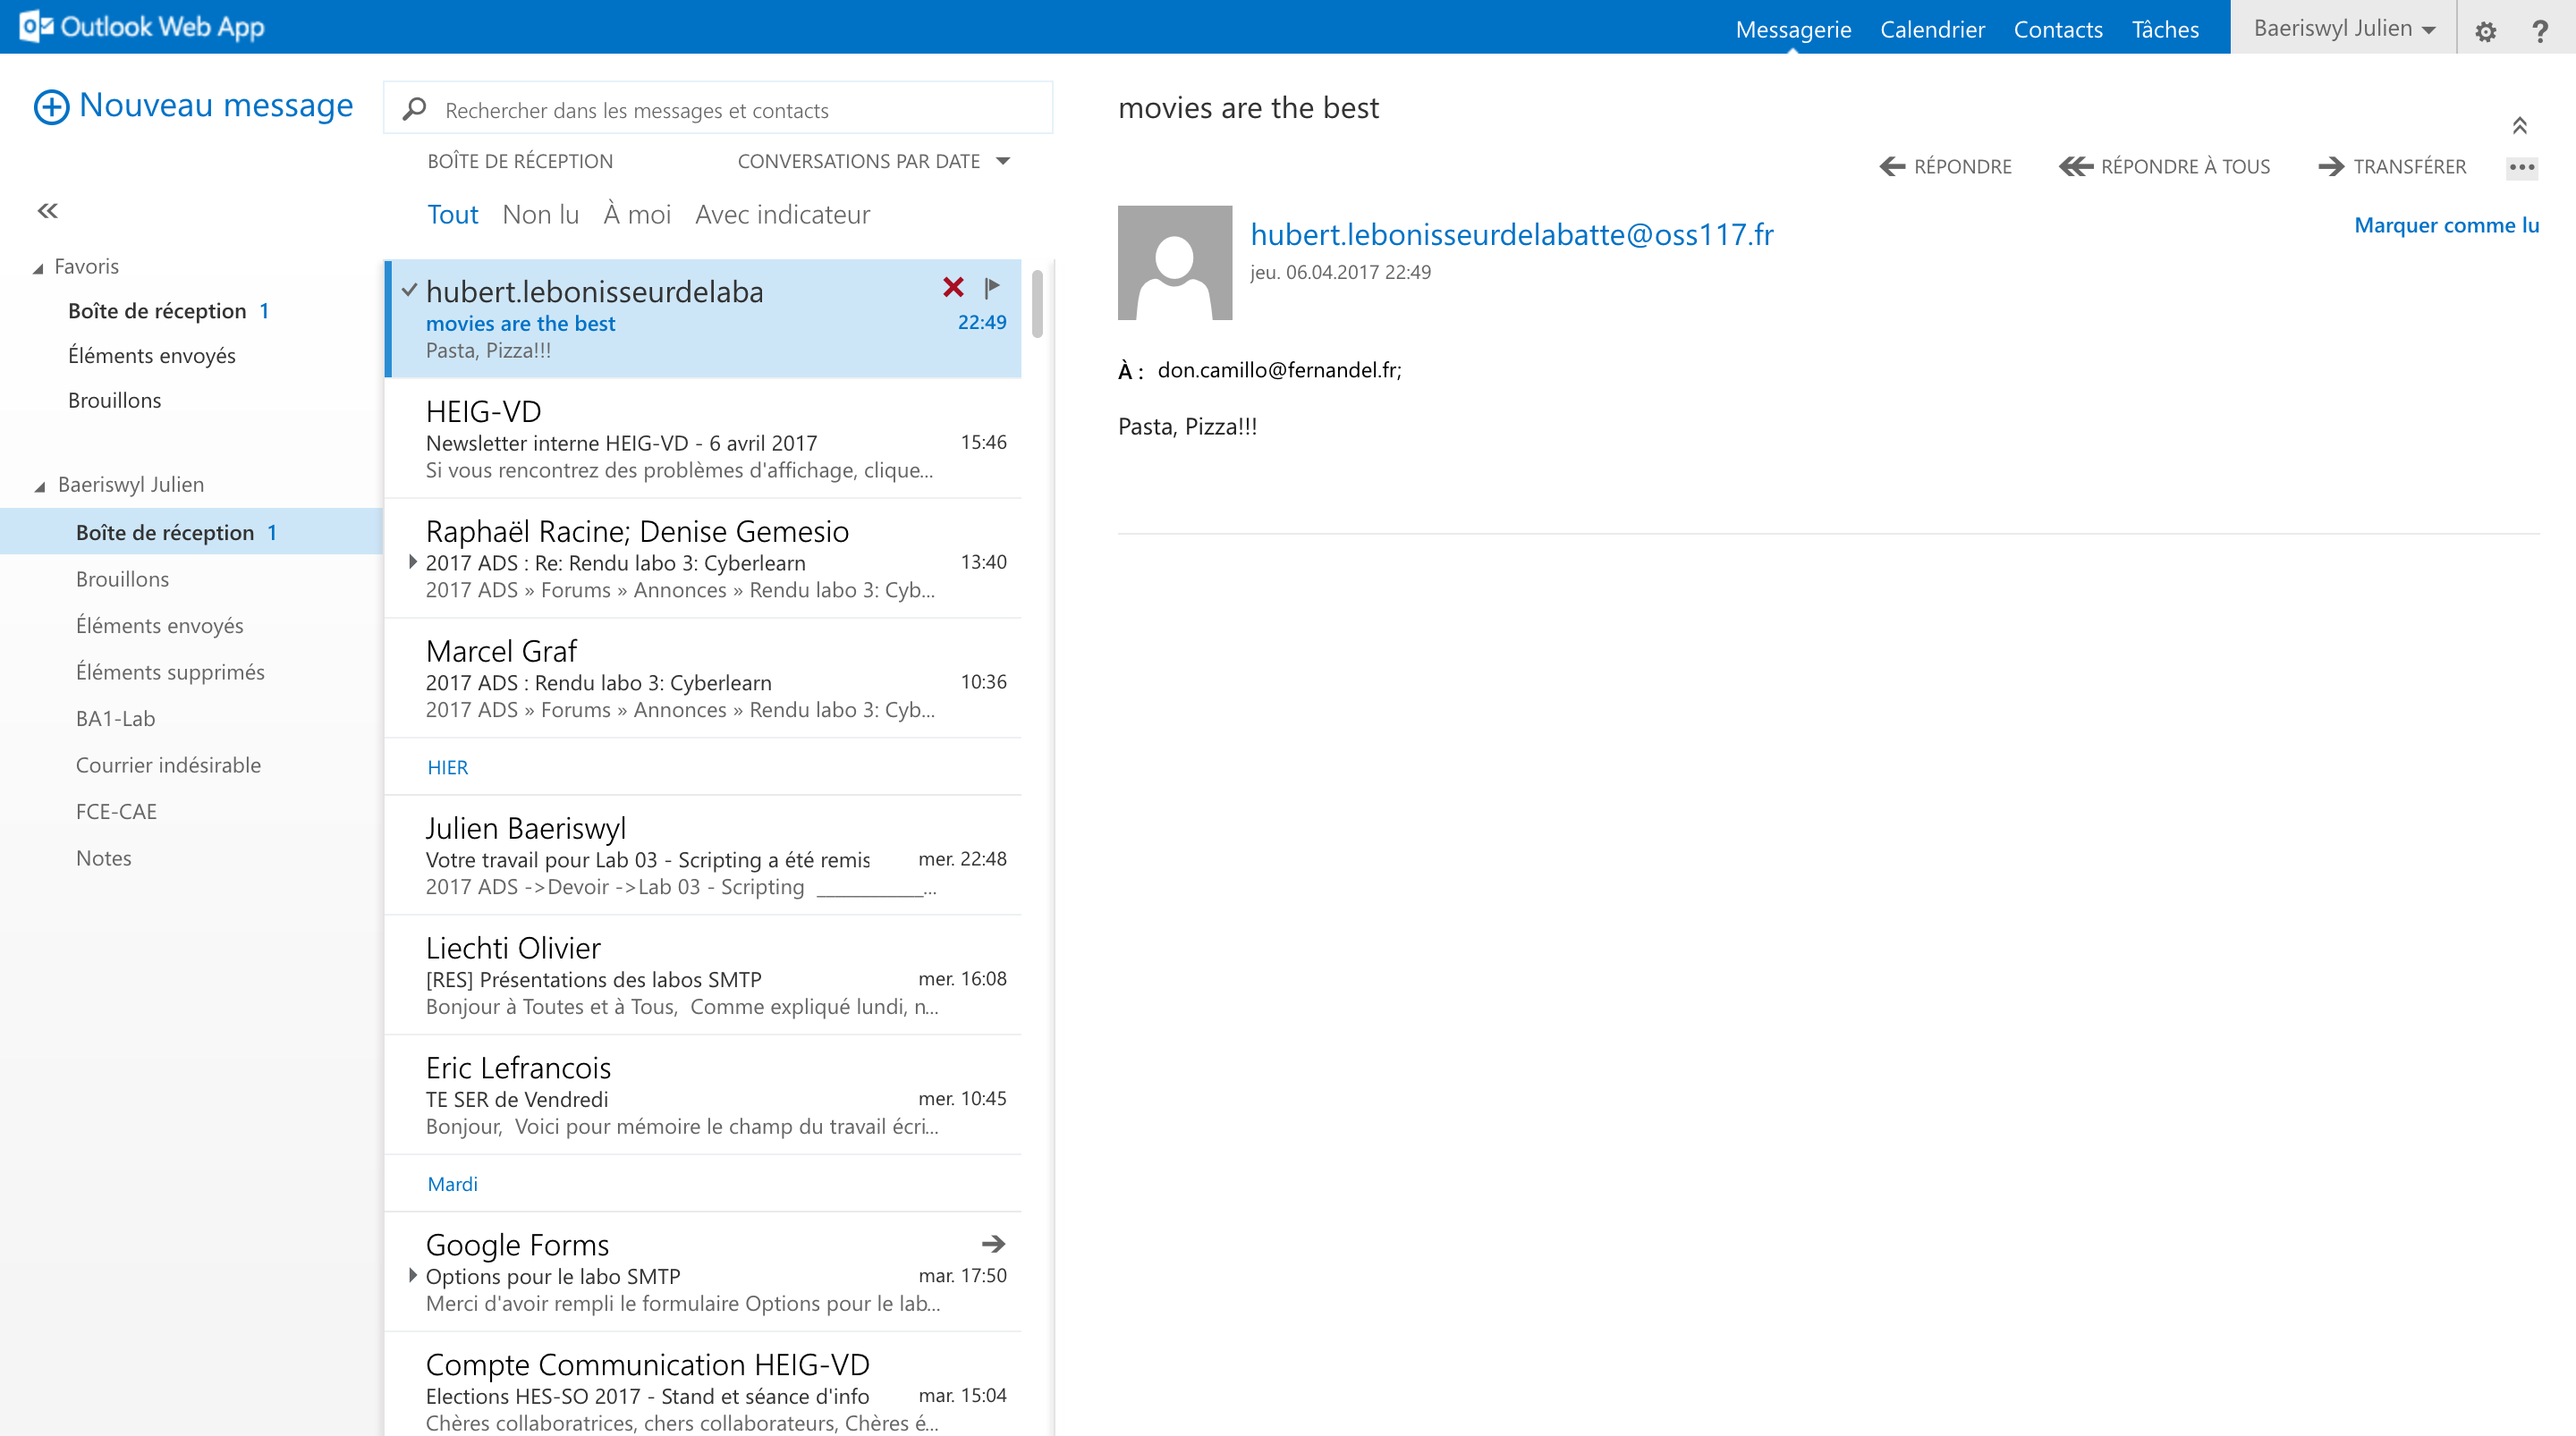 Outlook Web App
Messagerie Calendrier Contacts Tâches Baeriswyl Julien ?
Nouveau message
Rechercher dans les messages et contacts
BOÎTE DE RÉCEPTION CONVERSATIONS PAR DATE
Tout Non lu À moi Avec indicateur
Favoris
Boîte de réception 1
Éléments envoyés
Brouillons
Baeriswyl Julien
Boîte de réception 1
Brouillons
Éléments envoyés
Éléments supprimés
BA1-Lab
Courrier indésirable
FCE-CAE
Notes
hubert.lebonisseurdelaba
movies are the best 22:49
Pasta, Pizza!!!
HEIG-VD
Newsletter interne HEIG-VD - 6 avril 2017 15:46
Si vous rencontrez des problèmes d'affichage, clique...
Raphaël Racine; Denise Gemesio
2017 ADS : Re: Rendu labo 3: Cyberlearn 13:40
2017 ADS » Forums » Annonces » Rendu labo 3: Cyb...
Marcel Graf
2017 ADS : Rendu labo 3: Cyberlearn 10:36
2017 ADS » Forums » Annonces » Rendu labo 3: Cyb...
HIER
Julien Baeriswyl
Votre travail pour Lab 03 - Scripting a été remis mer. 22:48
2017 ADS ->Devoir ->Lab 03 - Scripting ___________...
Liechti Olivier
[RES] Présentations des labos SMTP mer. 16:08
Bonjour à Toutes et à Tous, Comme expliqué lundi, n...
Eric Lefrancois
TE SER de Vendredi mer. 10:45
Bonjour, Voici pour mémoire le champ du travail écri...
Mardi
Google Forms
Options pour le labo SMTP mar. 17:50
Merci d'avoir rempli le formulaire Options pour le lab...
Compte Communication HEIG-VD
Elections HES-SO 2017 - Stand et séance d'info mar. 15:04
Chères collaboratrices, chers collaborateurs, Chères é...
movies are the best
RÉPONDRE RÉPONDRE À TOUS TRANSFÉRER
Marquer comme lu
hubert.lebonisseurdelabatte@oss117.fr
jeu. 06.04.2017 22:49
À : don.camillo@fernandel.fr;
Pasta, Pizza!!!